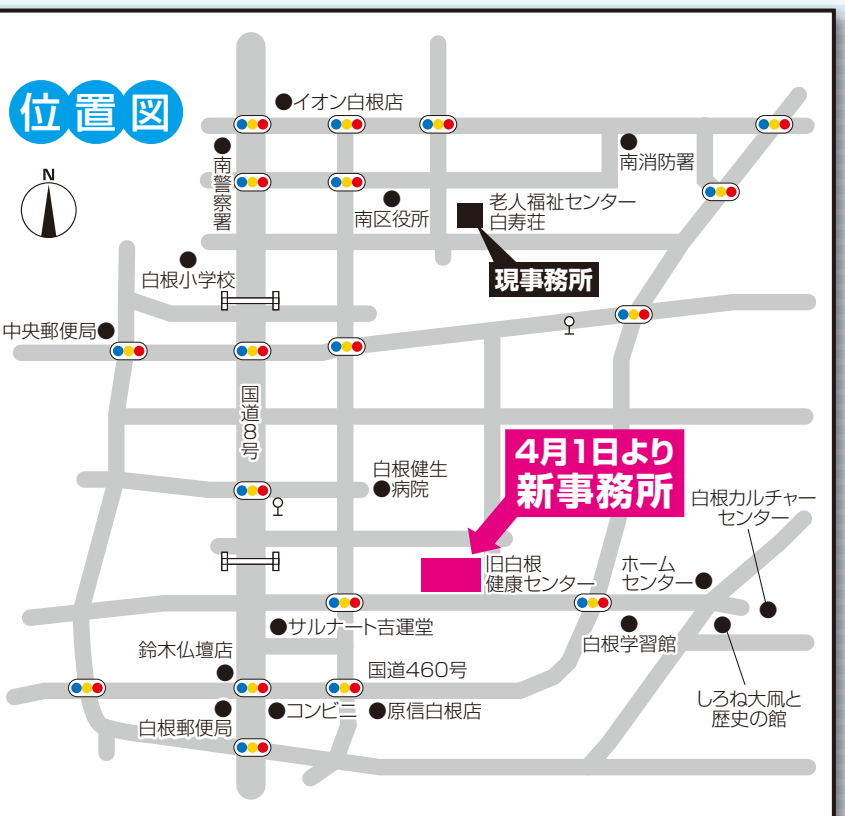 位置図
N
イオン白根店
南警察署
南消防署
南区役所
老人福祉センター
白寿荘
現事務所
白根小学校
中央郵便局
国道8号
4月1日より
新事務所
白根健生
病院
白根カルチャー
センター
旧白根
健康センター
ホーム
センター
サルナート吉運堂
白根学習館
鈴木仏壇店
国道460号
しろね大凧と
歴史の館
白根郵便局
コンビニ
原信白根店